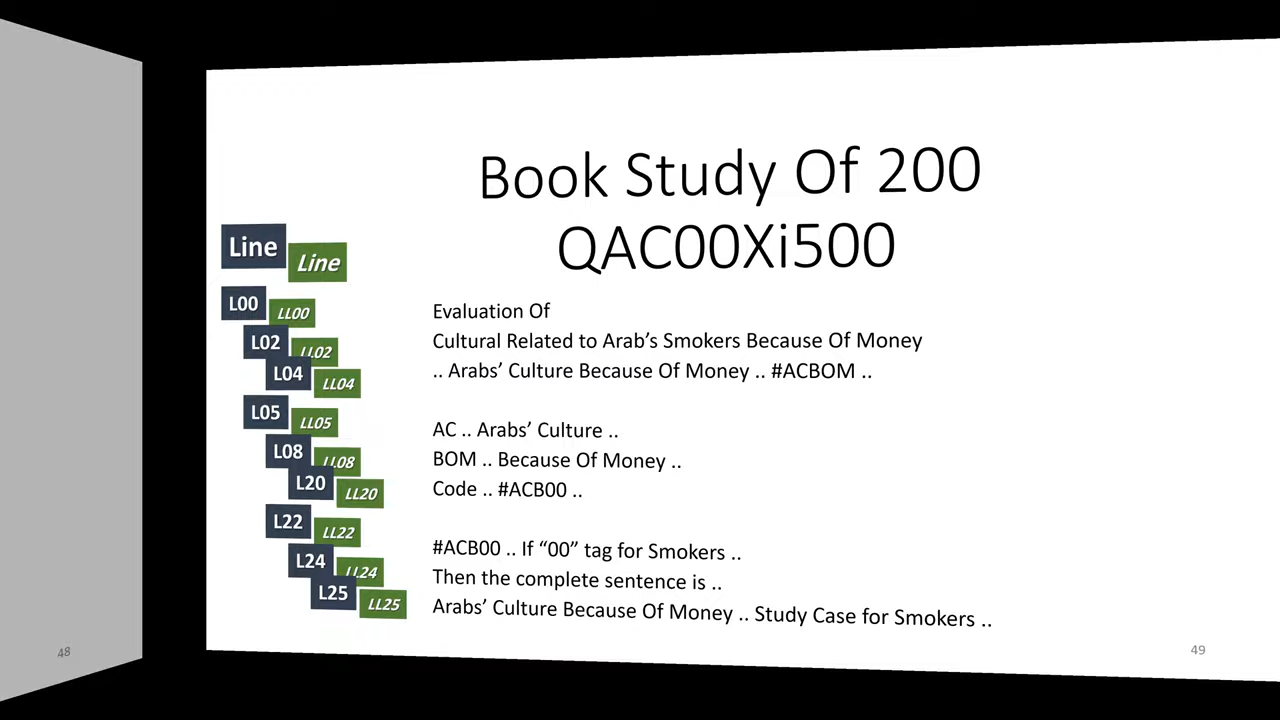 Book Study Of 200
QAC00Xi500
Line Line
L00 LL00
L02 LL02
L04 LL04
L05 LL05
L08 LL08
L20 LL20
L22 LL22
L24 LL24
L25 LL25
Evaluation Of
Cultural Related to Arab’s Smokers Because Of Money
.. Arabs’ Culture Because Of Money .. #ACBOM ..
AC .. Arabs’ Culture ..
BOM .. Because Of Money ..
Code .. #ACB00 ..
#ACB00 .. If “00” tag for Smokers ..
Then the complete sentence is ..
Arabs’ Culture Because Of Money .. Study Case for Smokers ..
48
49